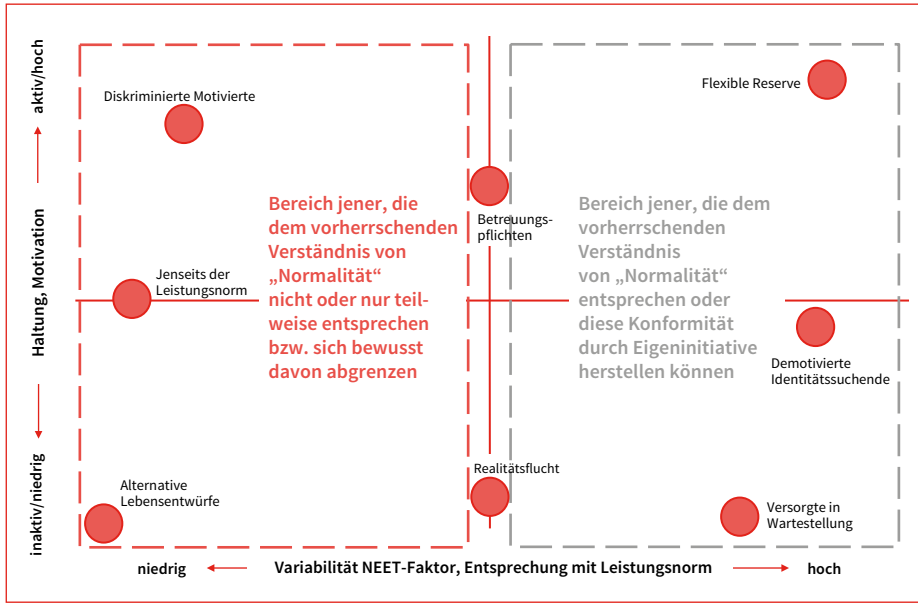 aktiv/hoch
Haltung, Motivation
inaktiv/niedrig
Diskriminierte Motivierte
Flexible Reserve
Bereich jener, die
dem vorherrschenden
Verständnis von
„Normalität“
nicht oder nur teil-
weise entsprechen
bzw. sich bewusst
davon abgrenzen
Betreuungs-
pflichten
Bereich jener, die dem
vorherrschenden
Verständnis
von „Normalität“
entsprechen oder
diese Konformität
durch Eigeninitiative
herstellen können
Jenseits der
Leistungsnorm
Demotivierte
Identitätssuchende
Alternative
Lebensentwürfe
Realitätsflucht
Versorgte in
Wartestellung
niedrig
Variabilität NEET-Faktor, Entsprechung mit Leistungsnorm
hoch